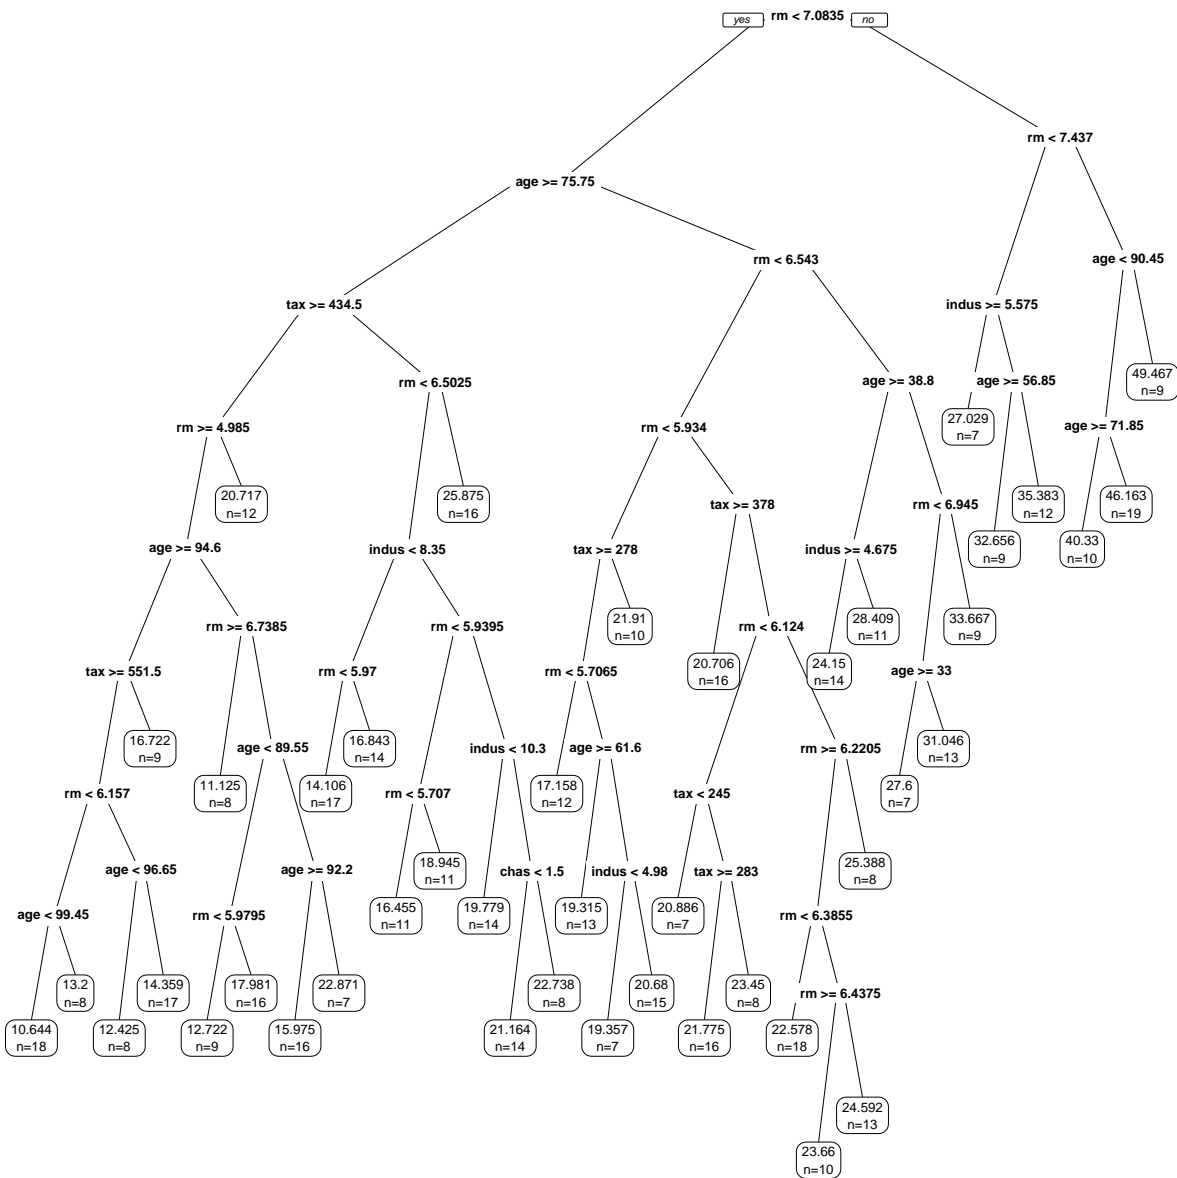 yes rm < 7.0835 no
rm < 7.437
age >= 75.75
rm < 6.543
age < 90.45
tax >= 434.5
indus >= 5.575
rm < 6.5025
age >= 38.8
age >= 56.85
49.467
n=9
rm >= 4.985
rm < 5.934
27.029
n=7
age >= 71.85
20.717
n=12
25.875
n=16
tax >= 378
rm < 6.945
35.383
n=12
46.163
n=19
age >= 94.6
indus < 8.35
tax >= 278
indus >= 4.675
32.656
n=9
40.33
n=10
rm >= 6.7385
rm < 5.9395
21.91
n=10
rm < 6.124
28.409
n=11
33.667
n=9
tax >= 551.5
rm < 5.97
rm < 5.7065
20.706
n=16
24.15
n=14
age >= 33
16.722
n=9
age < 89.55
16.843
n=14
indus < 10.3
age >= 61.6
rm >= 6.2205
31.046
n=13
rm < 6.157
11.125
n=8
14.106
n=17
rm < 5.707
17.158
n=12
tax < 245
27.6
n=7
age < 96.65
age >= 92.2
18.945
n=11
chas < 1.5
indus < 4.98
tax >= 283
25.388
n=8
age < 99.45
rm < 5.9795
16.455
n=11
19.779
n=14
19.315
n=13
20.886
n=7
rm < 6.3855
13.2
n=8
14.359
n=17
17.981
n=16
22.871
n=7
22.738
n=8
20.68
n=15
23.45
n=8
rm >= 6.4375
10.644
n=18
12.425
n=8
12.722
n=9
15.975
n=16
21.164
n=14
19.357
n=7
21.775
n=16
22.578
n=18
24.592
n=13
23.66
n=10